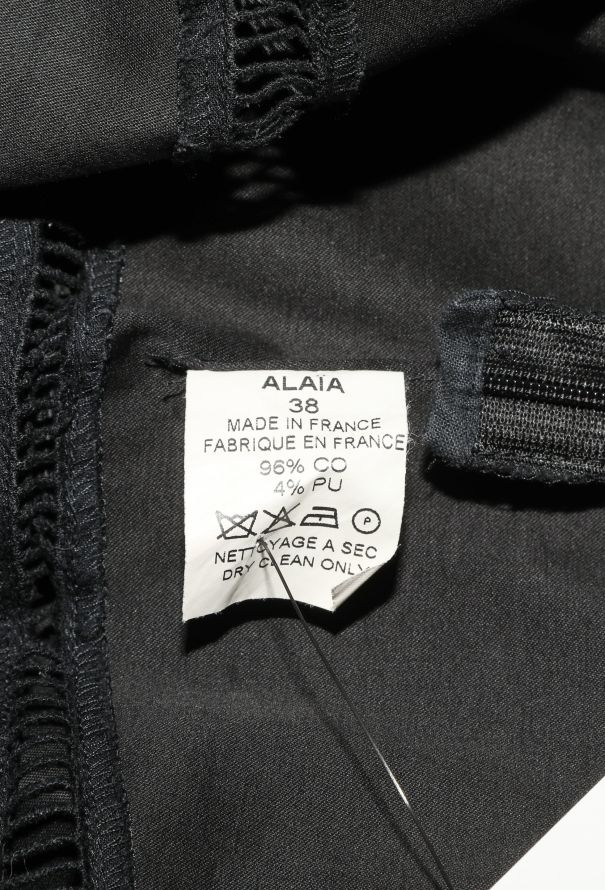 ALAÏA
38
MADE IN FRANCE
FABRIQUE EN FRANCE
96% CO
4% PU
P
NETTOYAGE A SEC
DRY CLEAN ONLY